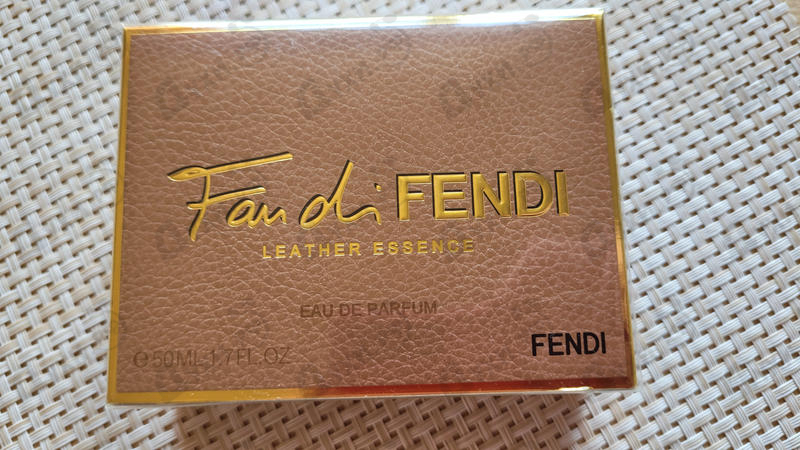 Fan di FENDI
LEATHER ESSENCE
EAU DE PARFUM
℮50ML 1.7FL.OZ
FENDI